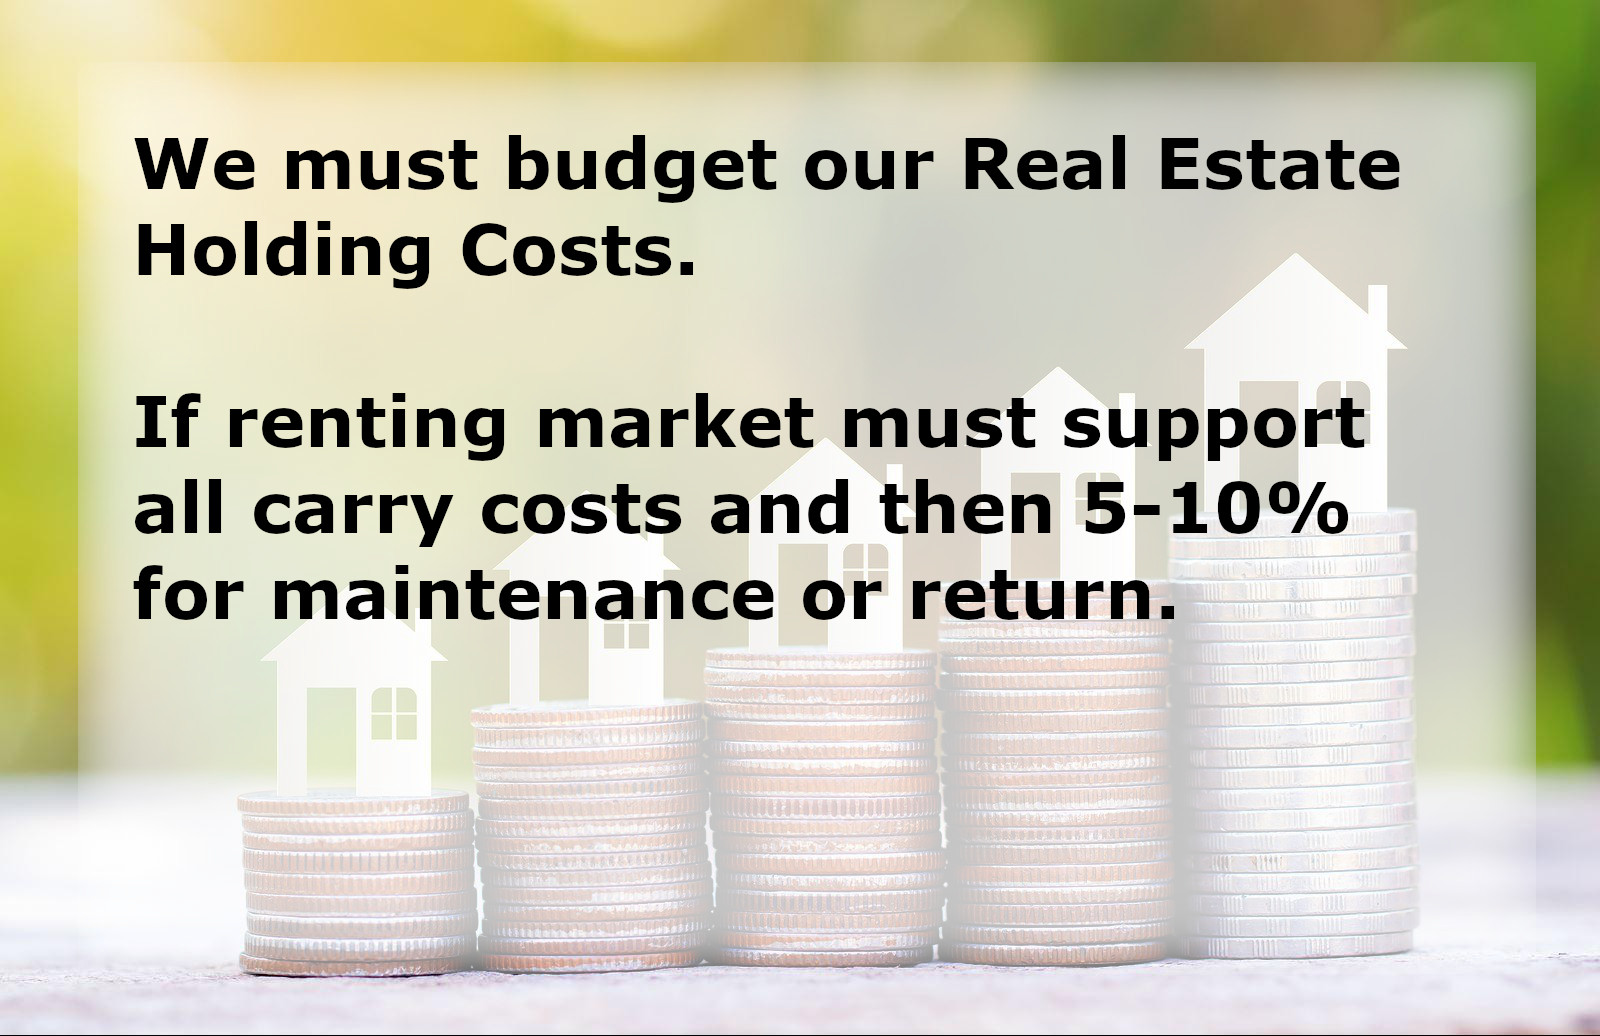 We must budget our Real Estate
Holding Costs.
If renting market must support
all carry costs and then 5-10%
for maintenance or return.